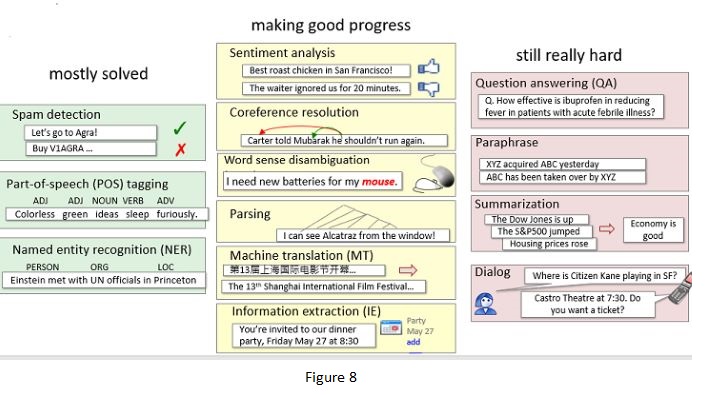 making good progress
mostly solved
still really hard
Spam detection
Let's go to Agra!
Buy V1AGRA ...
Part-of-speech (POS) tagging
ADJ ADJ NOUN VERB ADV
Colorless green ideas sleep furiously.
Named entity recognition (NER)
PERSON ORG LOC
Einstein met with UN officials in Princeton
Sentiment analysis
Best roast chicken in San Francisco!
The waiter ignored us for 20 minutes.
Coreference resolution
Carter told Mubarak he shouldn't run again.
Word sense disambiguation
I need new batteries for my mouse.
Parsing
I can see Alcatraz from the window!
Machine translation (MT)
第13届上海国际电影节开幕...
The 13th Shanghai International Film Festival...
Information extraction (IE)
You're invited to our dinner
party, Friday May 27 at 8:30
Party
May 27
add
Question answering (QA)
Q. How effective is ibuprofen in reducing
fever in patients with acute febrile illness?
Paraphrase
XYZ acquired ABC yesterday
ABC has been taken over by XYZ
Summarization
The Dow Jones is up
The S&P500 jumped
Housing prices rose
Economy is
good
Dialog
Where is Citizen Kane playing in SF?
Castro Theatre at 7:30. Do
you want a ticket?
Figure 8